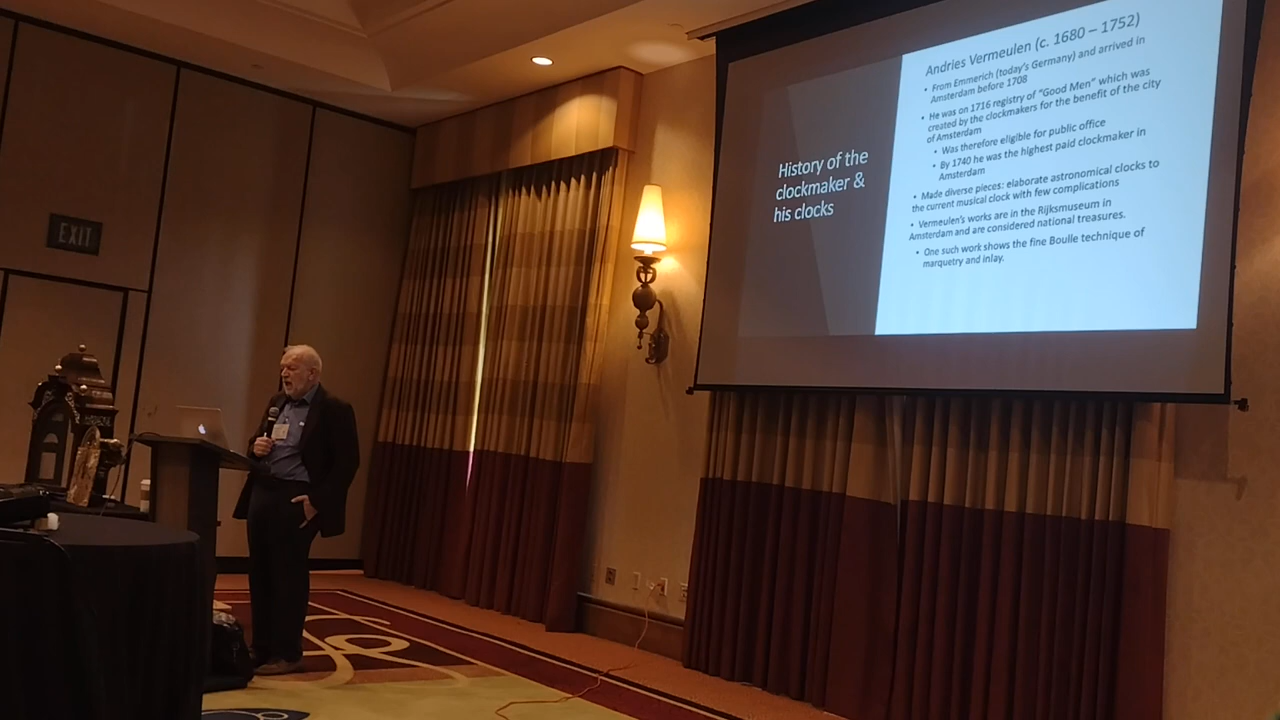 EXIT
History of the
clockmaker &
his clocks
Andries Vermeulen (c. 1680 – 1752)
• From Emmerich (today's Germany) and arrived in
Amsterdam before 1708
• He was on 1716 registry of "Good Men" which was
created by the clockmakers for the benefit of the city
of Amsterdam
• Was therefore eligible for public office
• By 1740 he was the highest paid clockmaker in
Amsterdam
• Made diverse pieces: elaborate astronomical clocks to
the current musical clock with few complications
• Vermeulen's works are in the Rijksmuseum in
Amsterdam and are considered national treasures.
• One such work shows the fine Boulle technique of
marquetry and inlay.